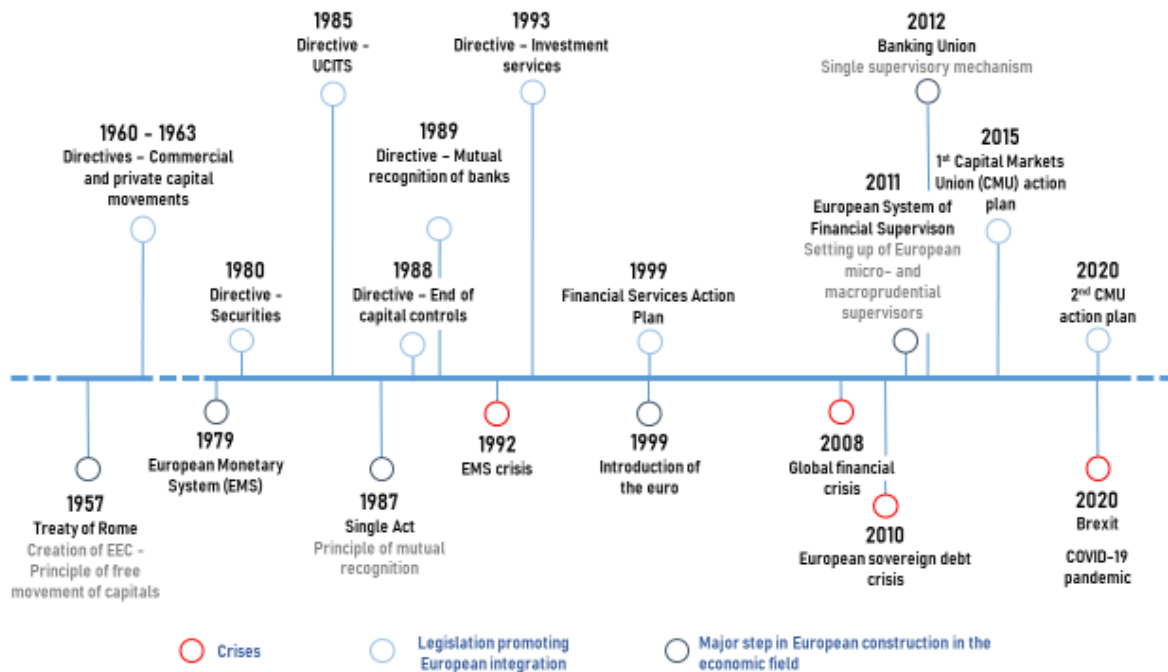 1985
Directive –
UCITS
1993
Directive – Investment
services
2012
Banking Union
Single supervisory mechanism
1960 - 1963
Directives – Commercial
and private capital
movements
1989
Directive – Mutual
recognition of banks
2015
1st Capital Markets
Union (CMU) action
plan
2011
European System of
Financial Supervison
Setting up of European
micro- and
macroprudential
supervisors
1980
Directive –
Securities
1988
Directive – End of
capital controls
1999
Financial Services Action
Plan
2020
2nd CMU
action plan
1957
Treaty of Rome
Creation of EEC -
Principle of free
movement of capitals
1979
European Monetary
System (EMS)
1987
Single Act
Principle of mutual
recognition
1992
EMS crisis
1999
Introduction of
the euro
2008
Global financial
crisis
2010
European sovereign debt
crisis
2020
Brexit
COVID-19
pandemic
Crises
Legislation promoting
European integration
Major step in European construction in the
economic field